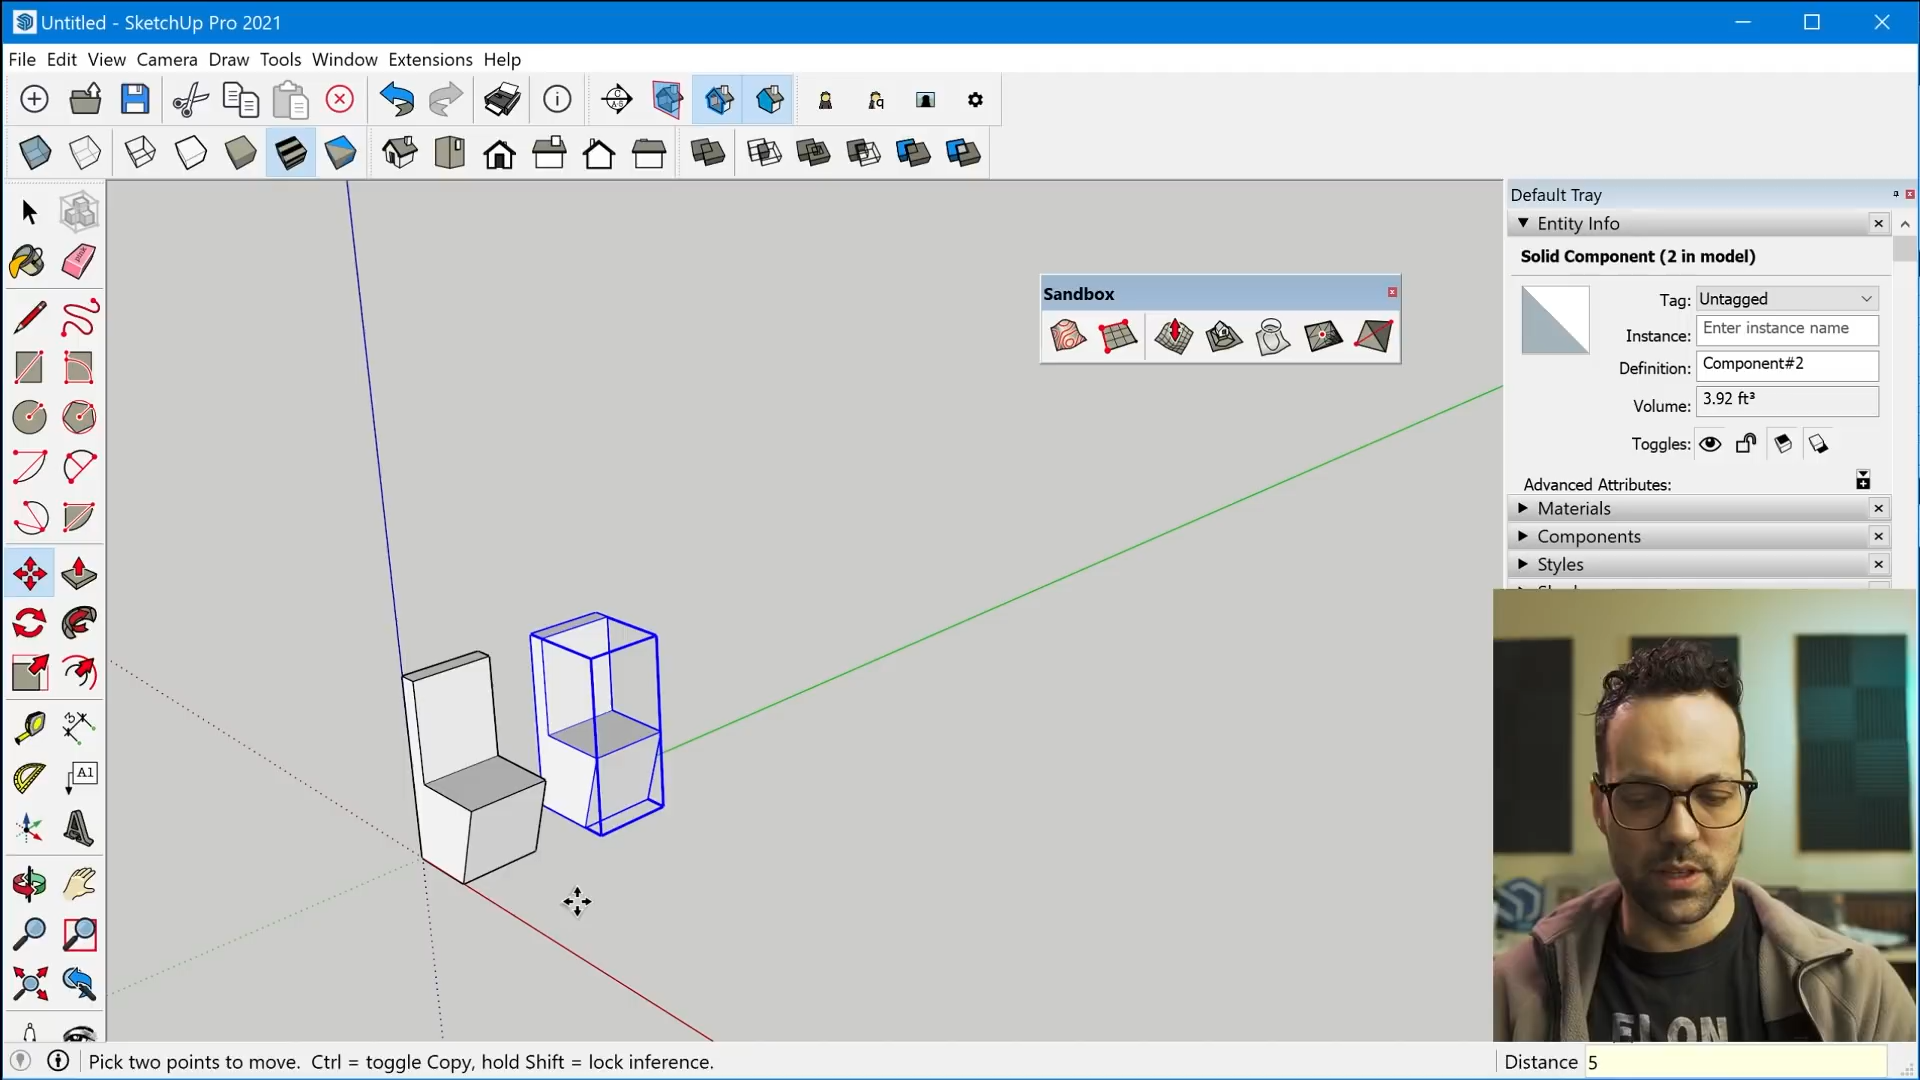 Untitled - SketchUp Pro 2021
File Edit View Camera Draw Tools Window Extensions Help
Default Tray
Entity Info
Solid Component (2 in model)
Tag: Untagged
Instance: Enter instance name
Definition: Component#2
Volume: 3.92 ft³
Toggles:
Advanced Attributes:
Materials
Components
Styles
Sandbox
A1
ELON
Pick two points to move. Ctrl = toggle Copy, hold Shift = lock inference.
Distance 5